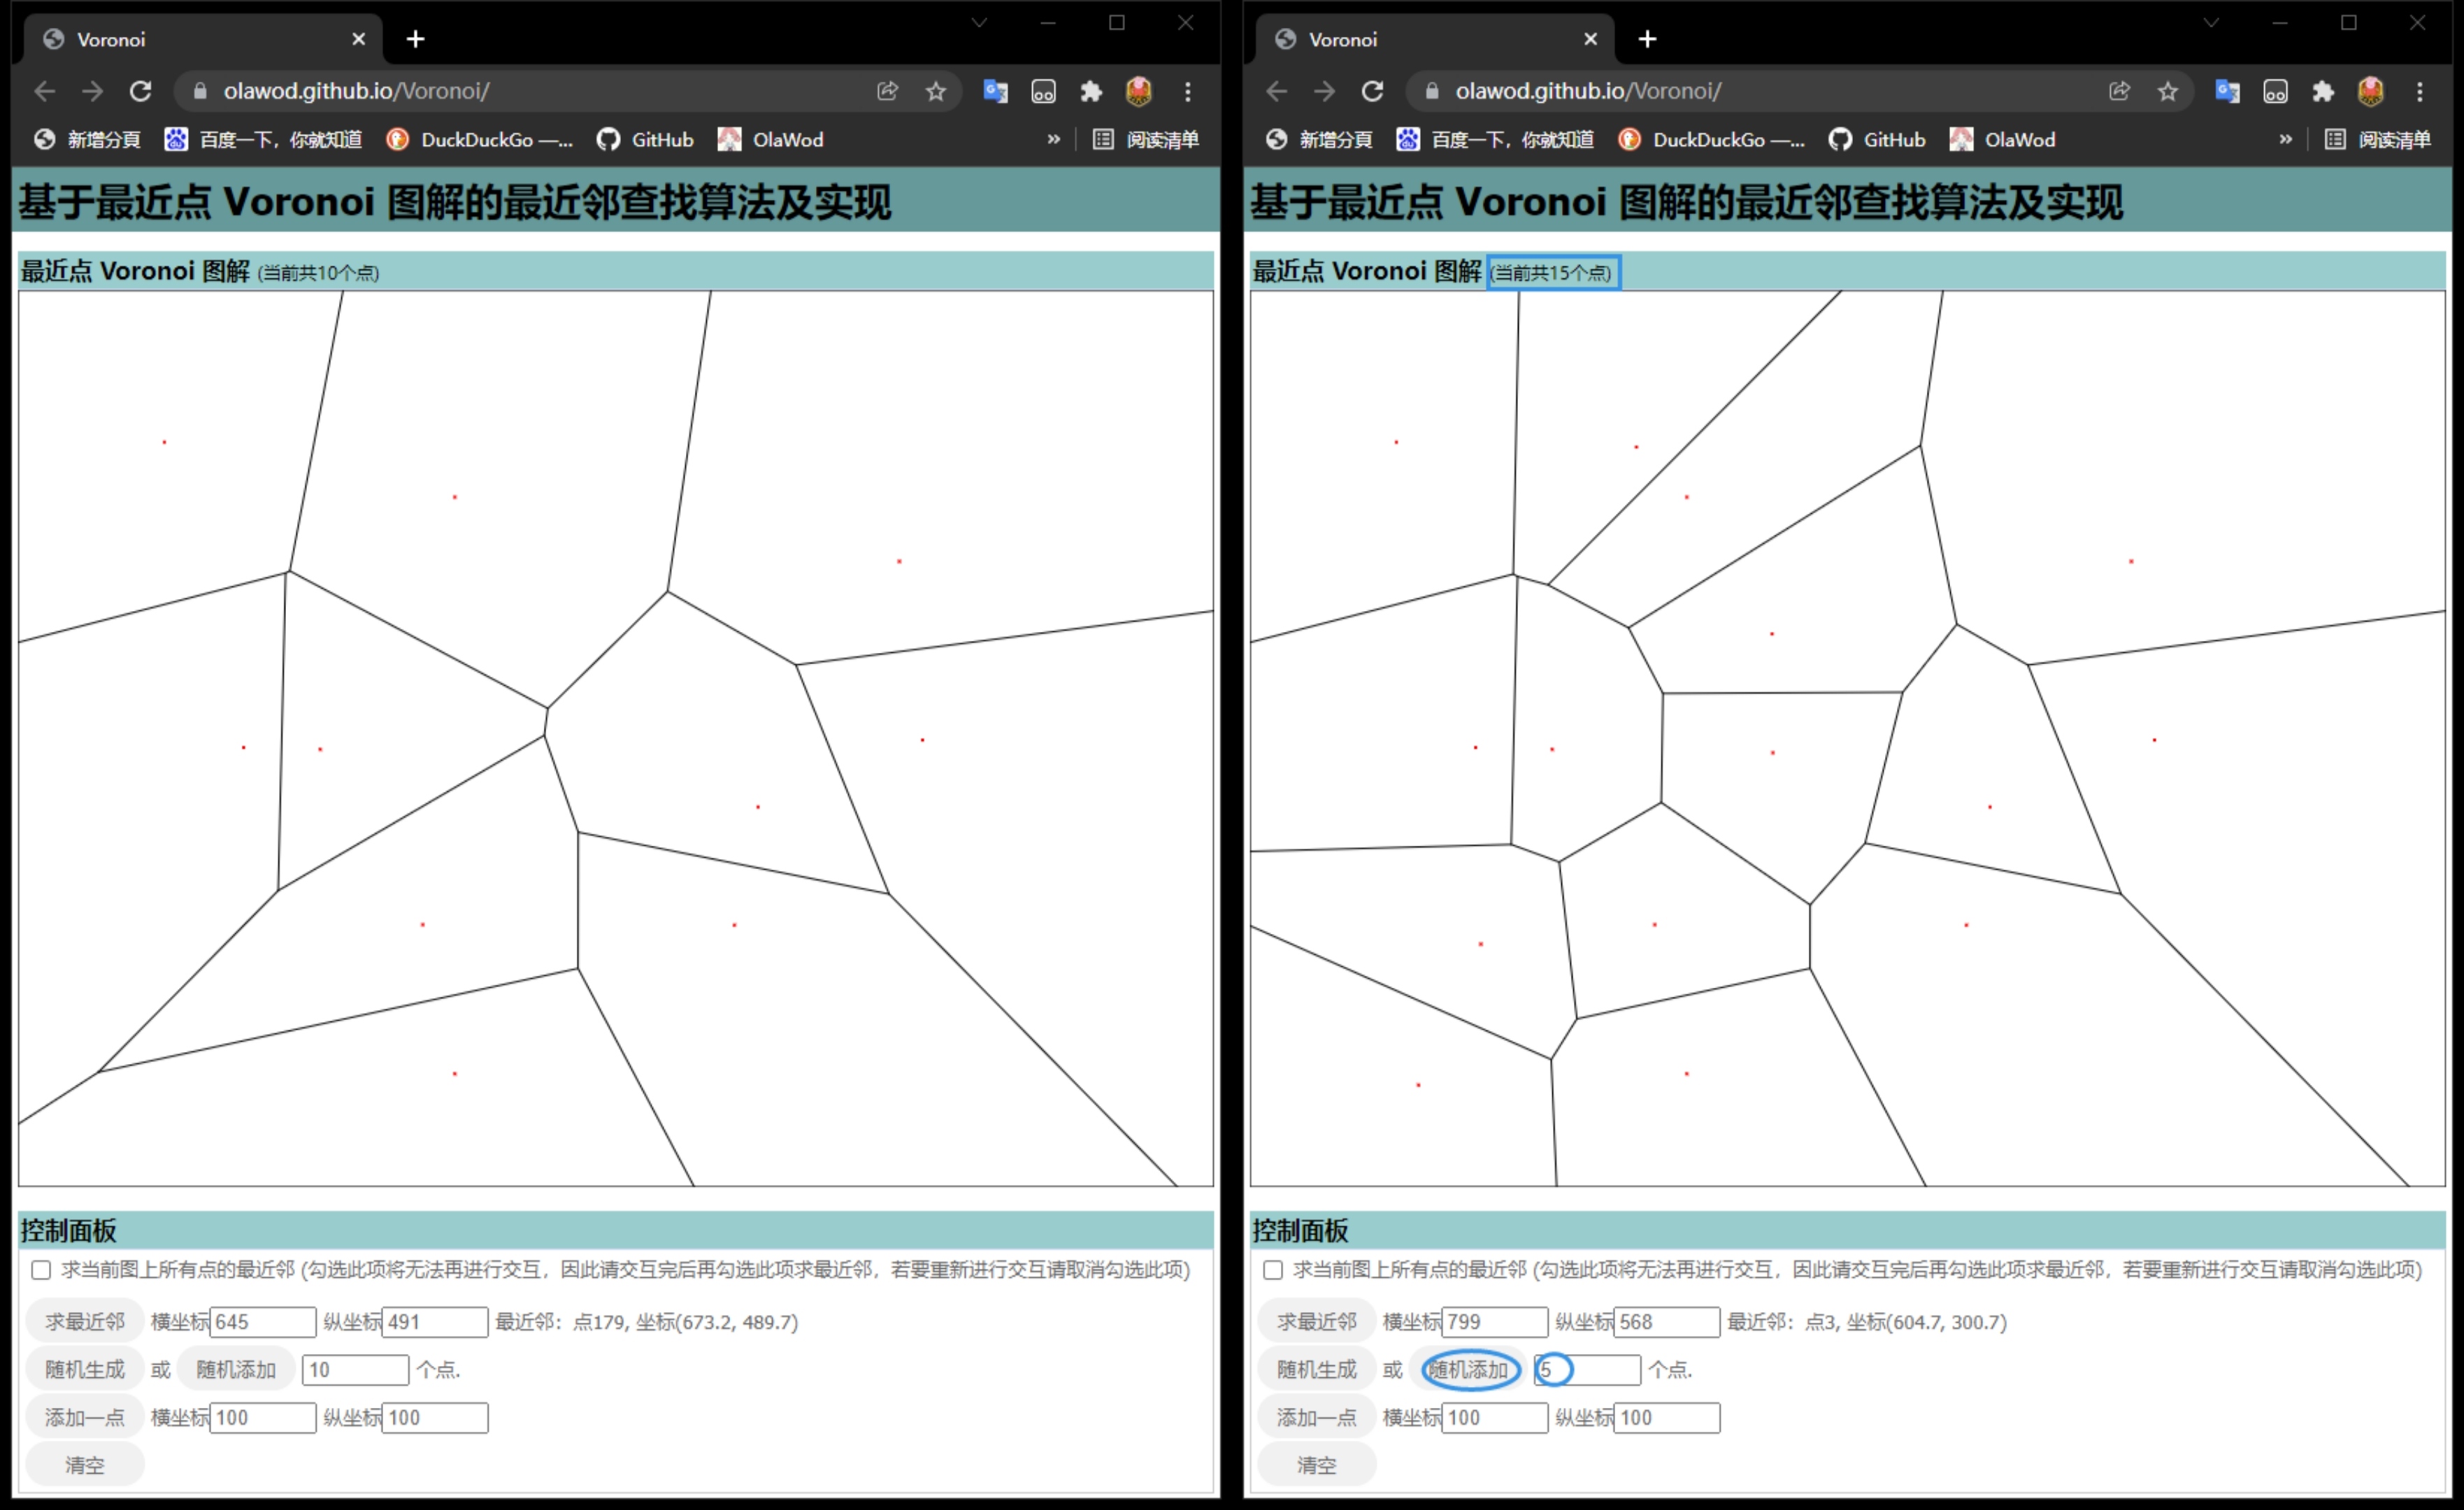 Voronoi
olawod.github.io/Voronoi/
新增分頁 百度一下，你就知道 DuckDuckGo —... GitHub OlaWod » 阅读清单
基于最近点 Voronoi 图解的最近邻查找算法及实现
最近点 Voronoi 图解 (当前共10个点)
控制面板
求当前图上所有点的最近邻 (勾选此项将无法再进行交互，因此请交互完后再勾选此项求最近邻，若要重新进行交互请取消勾选此项)
求最近邻 横坐标 645 纵坐标 491 最近邻：点179, 坐标(673.2, 489.7)
随机生成 或 随机添加 10 个点.
添加一点 横坐标 100 纵坐标 100
清空
Voronoi
olawod.github.io/Voronoi/
新增分頁 百度一下，你就知道 DuckDuckGo —... GitHub OlaWod » 阅读清单
基于最近点 Voronoi 图解的最近邻查找算法及实现
最近点 Voronoi 图解 (当前共15个点)
控制面板
求当前图上所有点的最近邻 (勾选此项将无法再进行交互，因此请交互完后再勾选此项求最近邻，若要重新进行交互请取消勾选此项)
求最近邻 横坐标 799 纵坐标 568 最近邻：点3, 坐标(604.7, 300.7)
随机生成 或 随机添加 5 个点.
添加一点 横坐标 100 纵坐标 100
清空